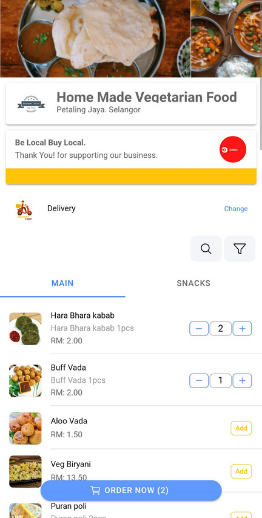 Home Made Vegetarian Food
Petaling Jaya. Selangor
Be Local Buy Local.
Thank You! for supporting our business.
Delivery
Change
MAIN
SNACKS
Hara Bhara kabab
Hara Bhara kabab 1pcs
RM: 2.00
− 2 +
Buff Vada
Buff Vada 1pcs
RM: 2.00
− 1 +
Aloo Vada
RM: 1.50
Add
Veg Biryani
RM: 13.50
Add
ORDER NOW (2)
Puran poli
Add